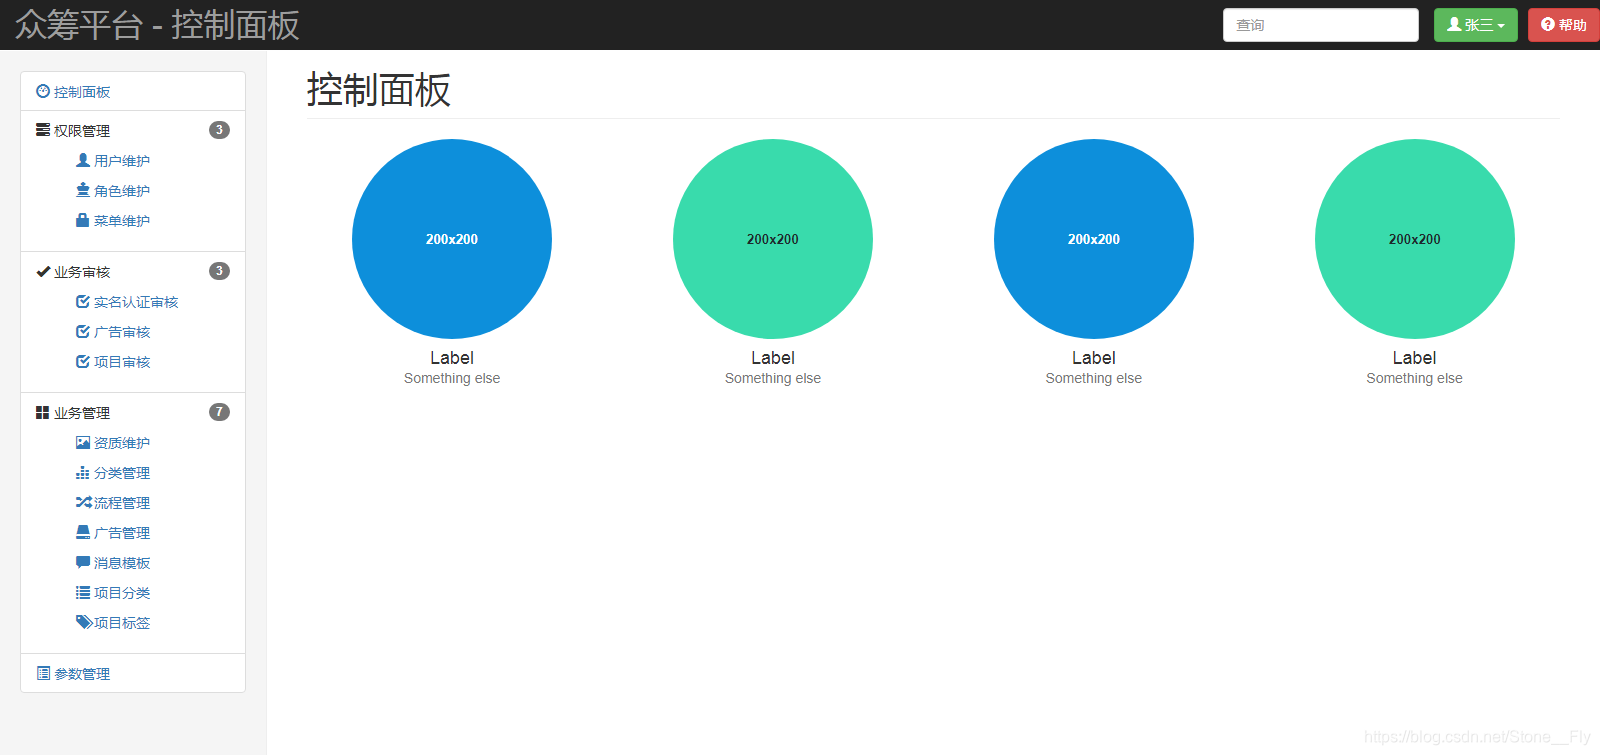 众筹平台 - 控制面板
查询
张三
帮助
控制面板
权限管理 3
用户维护
角色维护
菜单维护
业务审核 3
实名认证审核
广告审核
项目审核
业务管理 7
资质维护
分类管理
流程管理
广告管理
消息模板
项目分类
项目标签
参数管理
控制面板
200x200 200x200 200x200 200x200
Label Label Label Label
Something else Something else Something else Something else
https://blog.csdn.net/Stone__Fly